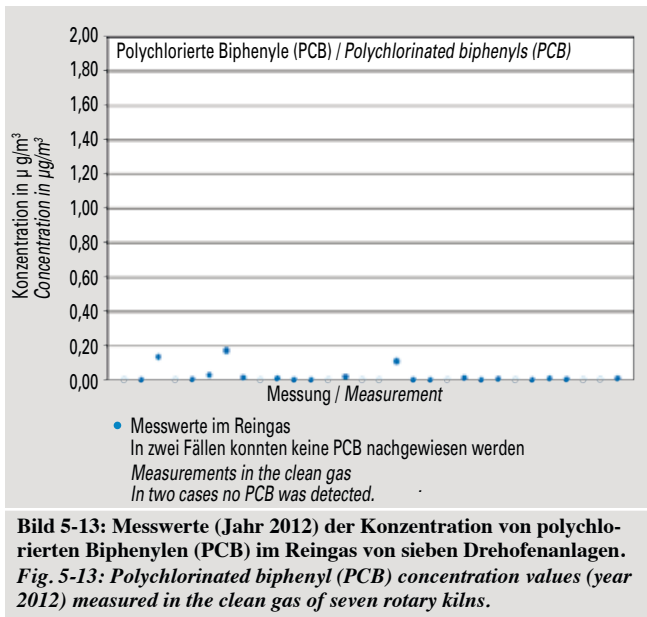 Polychlorierte Biphenyle (PCB) / Polychlorinated biphenyls (PCB)
Konzentration in µ g/m³
Concentration in µg/m³
2,00
1,80
1,60
1,40
1,20
1,00
0,80
0,60
0,40
0,20
0,00
Messung / Measurement
Messwerte im Reingas
In zwei Fällen konnten keine PCB nachgewiesen werden
Measurements in the clean gas
In two cases no PCB was detected.
Bild 5-13: Messwerte (Jahr 2012) der Konzentration von polychlo-
rierten Biphenylen (PCB) im Reingas von sieben Drehofenanlagen.
Fig. 5-13: Polychlorinated biphenyl (PCB) concentration values (year
2012) measured in the clean gas of seven rotary kilns.